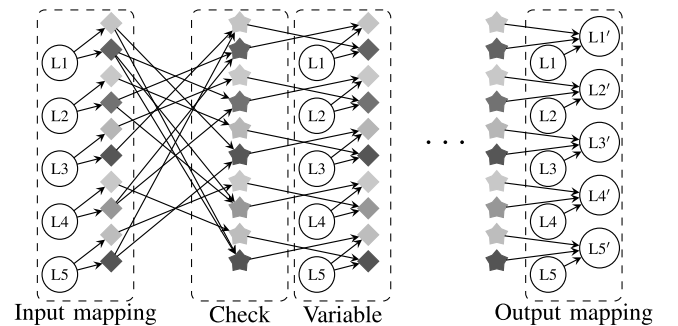 L1 L1 L1 L1′
L2 L2 L2 L2′
L3 L3 L3 L3′
L4 L4 L4 L4′
L5 L5 L5 L5′
. . .
Input mapping Check Variable Output mapping